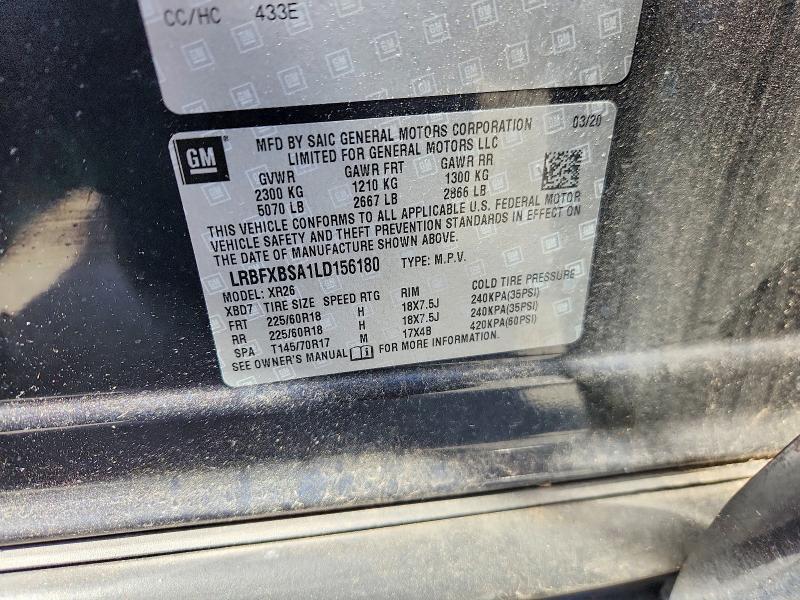 CC/HC 433E
GM
MFD BY SAIC GENERAL MOTORS CORPORATION 03/20
LIMITED FOR GENERAL MOTORS LLC
GVWR GAWR FRT GAWR RR
2300 KG 1210 KG 1300 KG
5070 LB 2667 LB 2866 LB
THIS VEHICLE CONFORMS TO ALL APPLICABLE U.S. FEDERAL MOTOR
VEHICLE SAFETY AND THEFT PREVENTION STANDARDS IN EFFECT ON
THE DATE OF MANUFACTURE SHOWN ABOVE.
LRBFXBSA1LD156180 TYPE: M.P.V.
MODEL: XR26
XBD7 TIRE SIZE SPEED RTG RIM COLD TIRE PRESSURE
FRT 225/60R18 H 18X7.5J 240KPA(35PSI)
RR 225/60R18 H 18X7.5J 240KPA(35PSI)
SPA T145/70R17 M 17X4B 420KPA(60PSI)
SEE OWNER'S MANUAL FOR MORE INFORMATION.